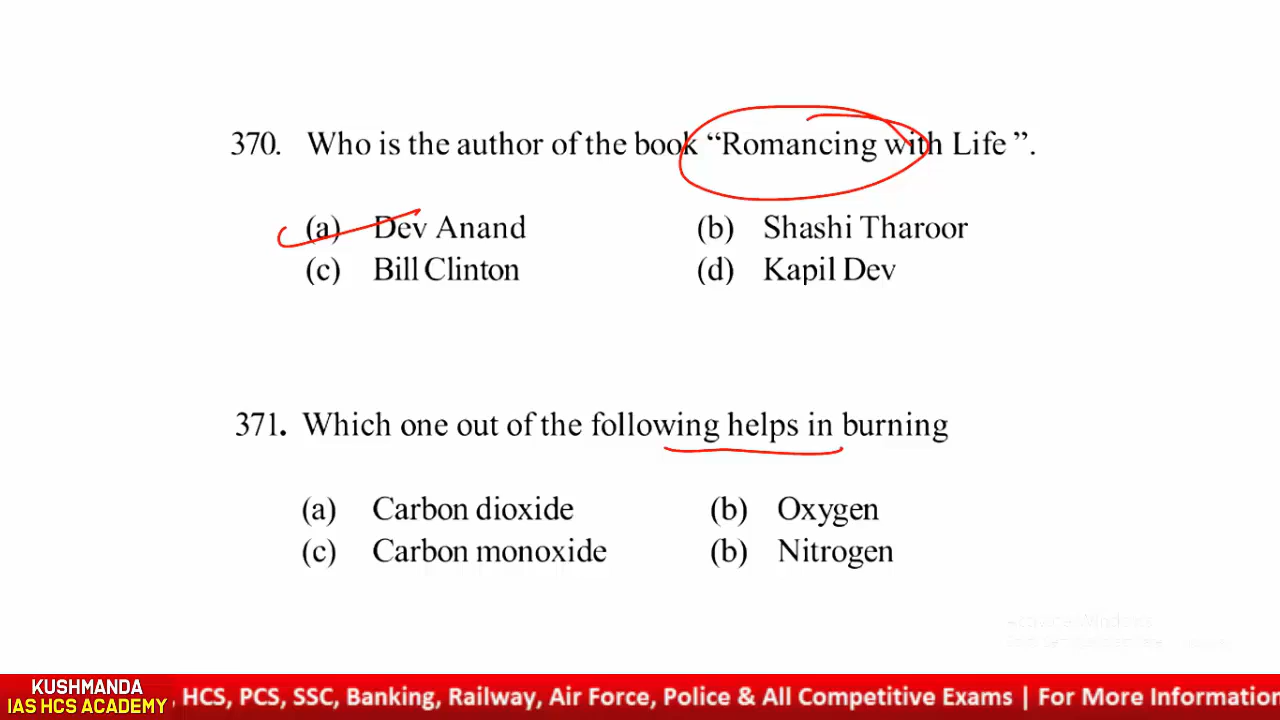 370. Who is the author of the book “Romancing with Life ”.
(a) Dev Anand (b) Shashi Tharoor
(c) Bill Clinton (d) Kapil Dev
371. Which one out of the following helps in burning
(a) Carbon dioxide (b) Oxygen
(c) Carbon monoxide (b) Nitrogen
KUSHMANDA
IAS HCS ACADEMY
, HCS, PCS, SSC, Banking, Railway, Air Force, Police & All Competitive Exams | For More Information